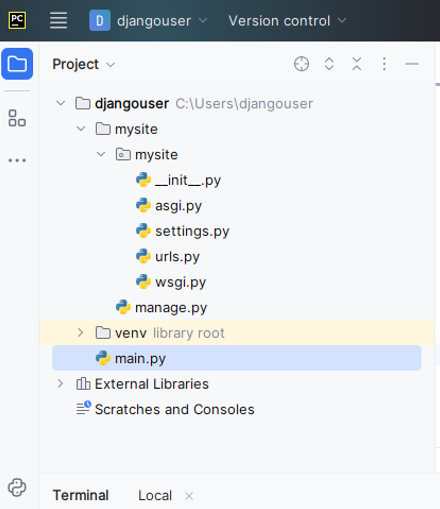 PC D djangouser Version control
Project
djangouser C:\Users\djangouser
mysite
mysite
__init__.py
asgi.py
settings.py
urls.py
wsgi.py
manage.py
venv library root
main.py
External Libraries
Scratches and Consoles
Terminal Local